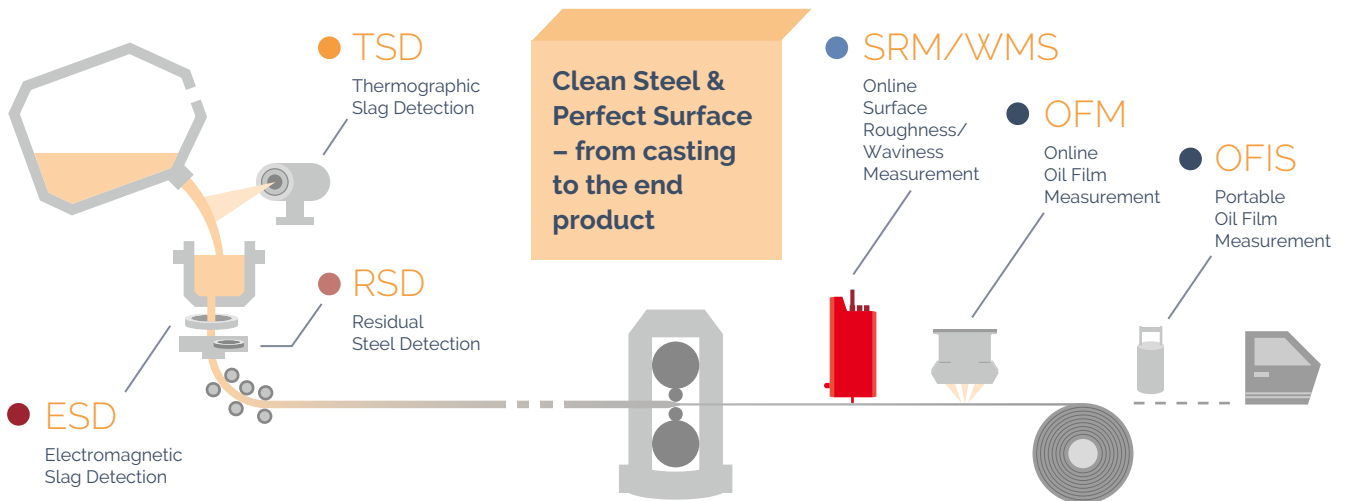 TSD
Thermographic
Slag Detection
Clean Steel &
Perfect Surface
– from casting
to the end
product
SRM/WMS
Online
Surface
Roughness/
Waviness
Measurement
OFM
Online
Oil Film
Measurement
OFIS
Portable
Oil Film
Measurement
RSD
Residual
Steel Detection
ESD
Electromagnetic
Slag Detection